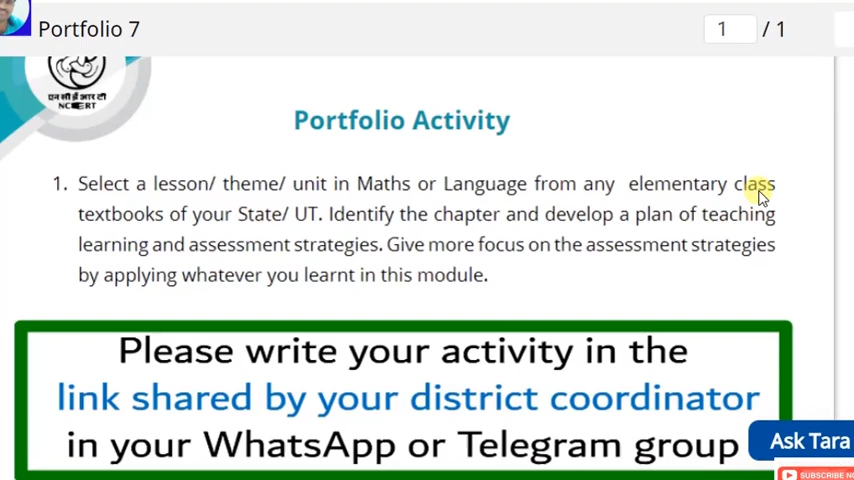 Portfolio 7
1 / 1
एन सी ई आर टी
NCERT
Portfolio Activity
1. Select a lesson/ theme/ unit in Maths or Language from any elementary class
textbooks of your State/ UT. Identify the chapter and develop a plan of teaching
learning and assessment strategies. Give more focus on the assessment strategies
by applying whatever you learnt in this module.
Please write your activity in the
link shared by your district coordinator
in your WhatsApp or Telegram group
Ask Tara
SUBSCRIBE